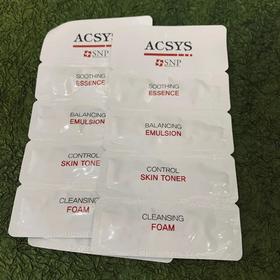 ACSYS
SNP
SOOTHING
ESSENCE
BALANCING
EMULSION
CONTROL
SKIN TONER
CLEANSING
FOAM
ACSYS
SNP
SOOTHING
ESSENCE
BALANCING
EMULSION
CONTROL
SKIN TONER
CLEANSING
FOAM